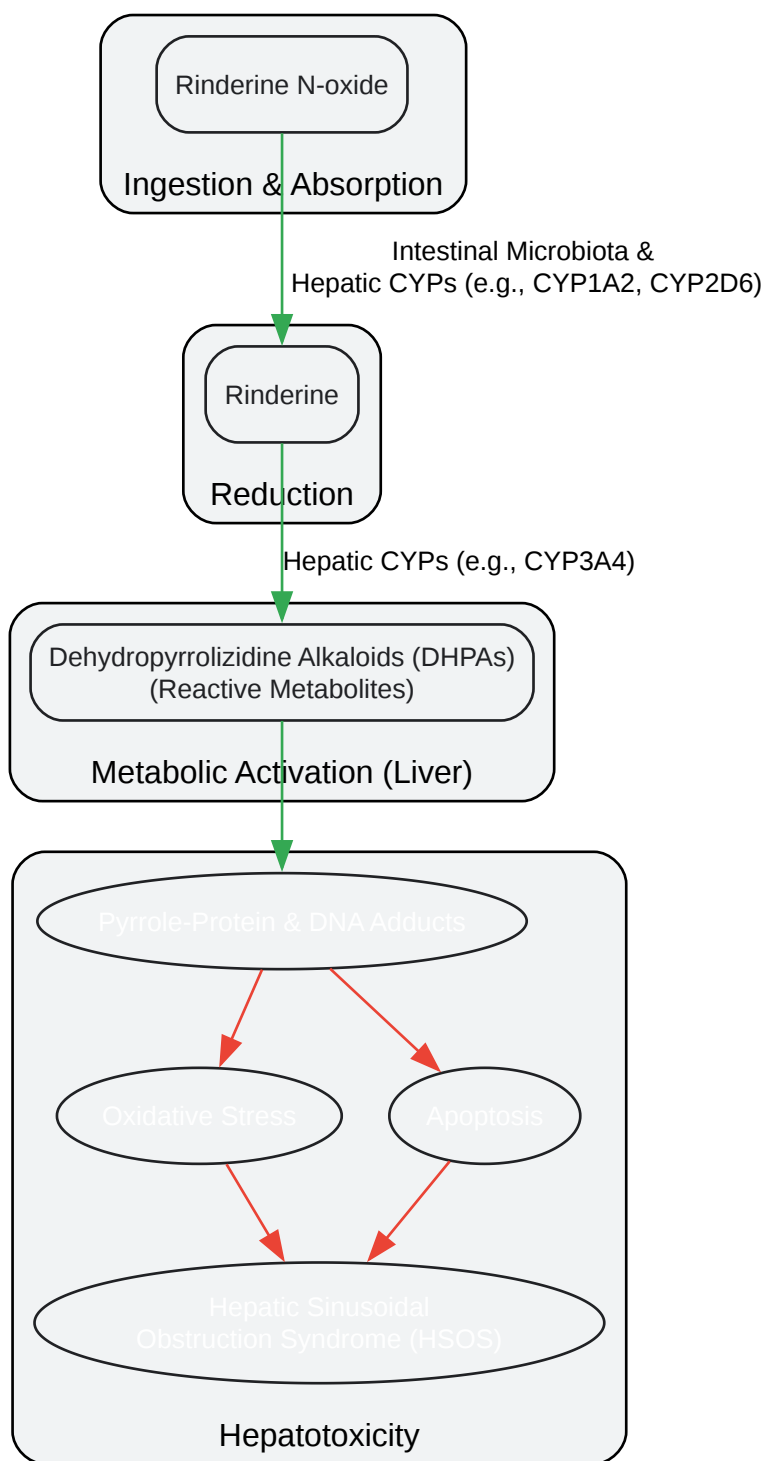 Rinderine N-oxide
Ingestion & Absorption
Intestinal Microbiota &
Hepatic CYPs (e.g., CYP1A2, CYP2D6)
Rinderine
Reduction
Hepatic CYPs (e.g., CYP3A4)
Dehydropyrrolizidine Alkaloids (DHPAs)
(Reactive Metabolites)
Metabolic Activation (Liver)
Pyrrole-Protein & DNA Adducts
Oxidative Stress
Apoptosis
Hepatic Sinusoidal
Obstruction Syndrome (HSOS)
Hepatotoxicity